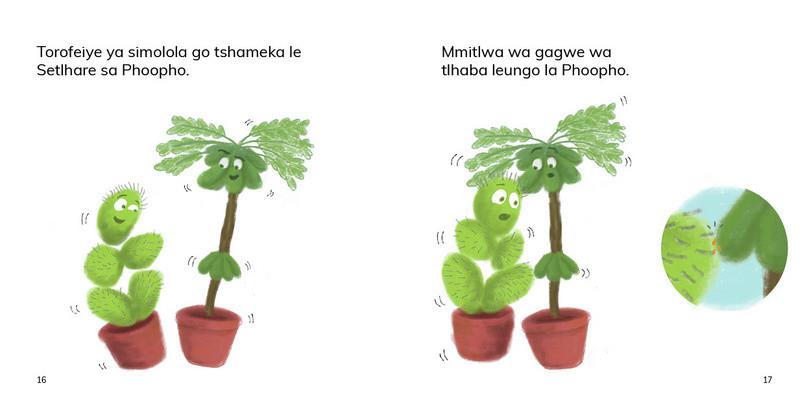 Torofeiye ya simolola go tshameka le
Setlhare sa Phoopho.
Mmitlwa wa gagwe wa
tlhaba leungo la Phoopho.
16
17